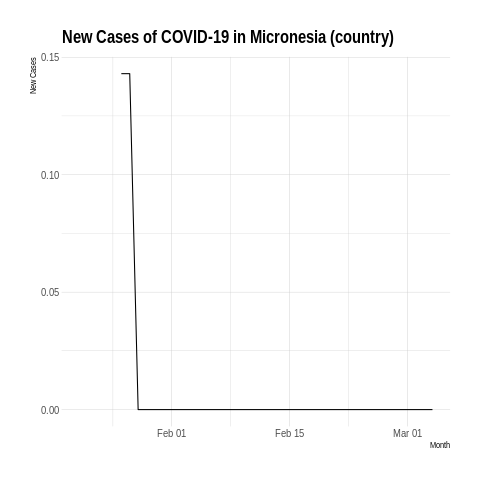 New Cases of COVID-19 in Micronesia (country)
New Cases
0.15
0.10
0.05
0.00
Feb 01
Feb 15
Mar 01
Month